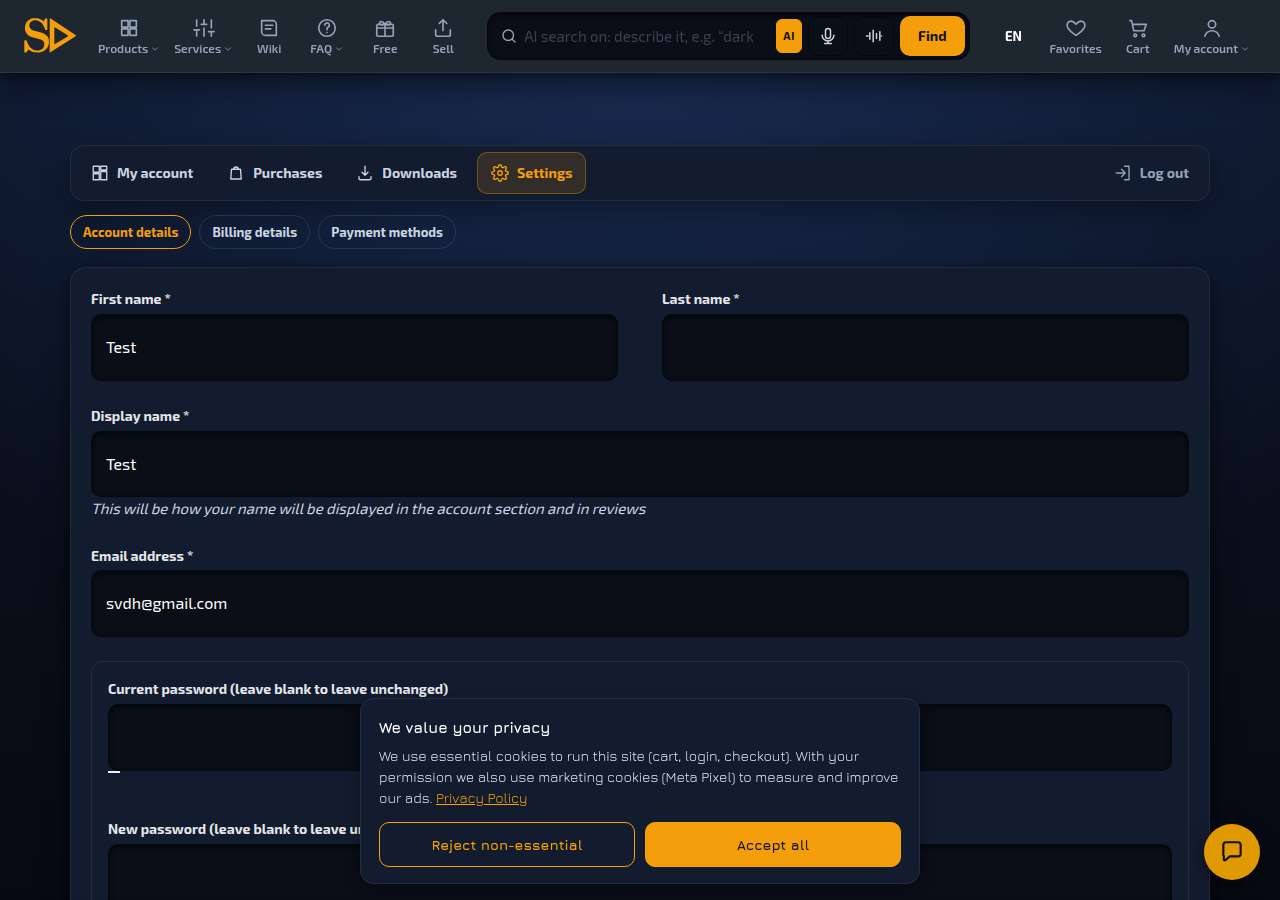 SD
Products
Services
Wiki
FAQ
Free
Sell
AI search on: describe it, e.g. "dark
AI
Find
EN
Favorites
Cart
My account
My account
Purchases
Downloads
Settings
Log out
Account details
Billing details
Payment methods
First name *
Last name *
Test
Display name *
Test
This will be how your name will be displayed in the account section and in reviews
Email address *
svdh@gmail.com
Current password (leave blank to leave unchanged)
We value your privacy
We use essential cookies to run this site (cart, login, checkout). With your
permission we also use marketing cookies (Meta Pixel) to measure and improve
our ads. Privacy Policy
New password (leave blank to leave
Reject non-essential
Accept all